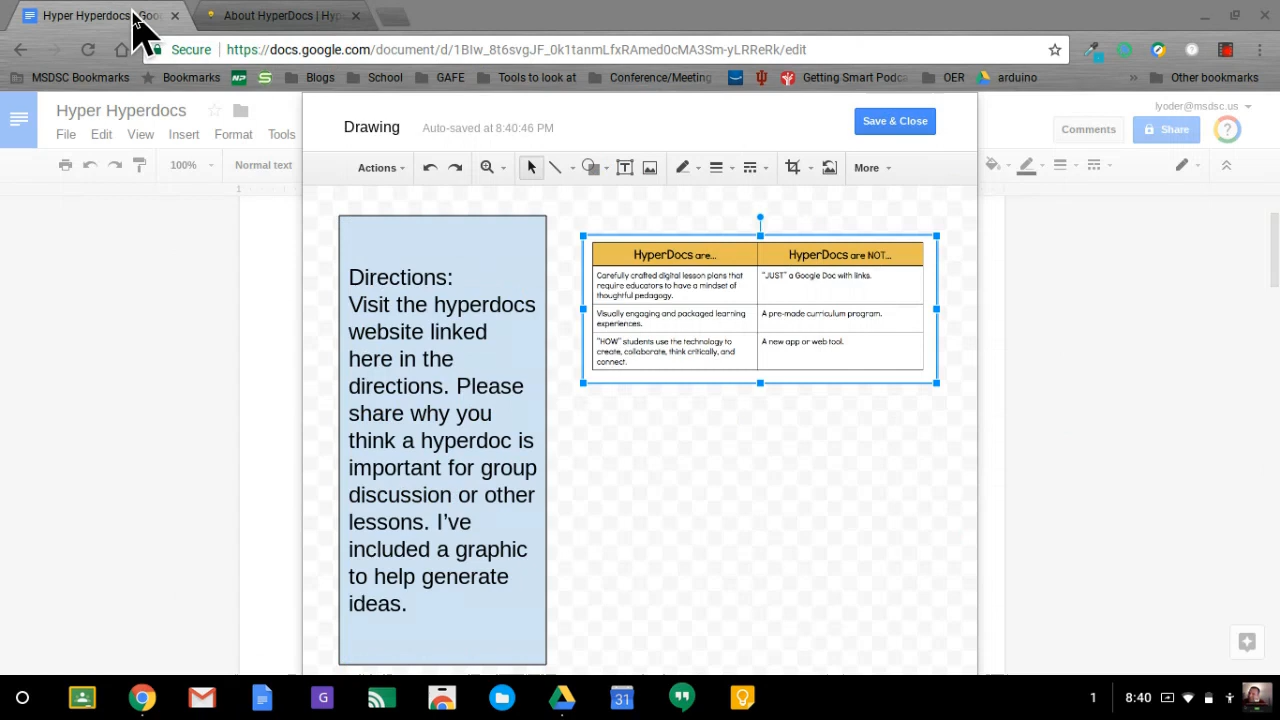 Hyper Hyperdocs - Goo
About HyperDocs | Hyp
Secure
https://docs.google.com/document/d/1BIw_8t6svgJF_0k1tanmLfxRAmed0cMA3Sm-yLRReRk/edit
MSDSC Bookmarks
Bookmarks
NP
S
Blogs
School
GAFE
Tools to look at
Conference/Meeting
Getting Smart Podca
OER
arduino
»
Other bookmarks
Hyper Hyperdocs
lyoder@msdsc.us
File Edit View Insert Format Tools
Comments
Share
?
100%
Normal text
1
Drawing
Auto-saved at 8:40:46 PM
Save & Close
Actions
More
Directions:
Visit the hyperdocs
website linked
here in the
directions. Please
share why you
think a hyperdoc is
important for group
discussion or other
lessons. I’ve
included a graphic
to help generate
ideas.
HyperDocs are...
HyperDocs are NOT...
Carefully crafted digital lesson plans that
require educators to have a mindset of
thoughtful pedagogy.
"JUST" a Google Doc with links.
Visually engaging and packaged learning
experiences.
A pre-made curriculum program.
"HOW" students use the technology to
create, collaborate, think critically, and
connect.
A new app or web tool.
G
31
1
8:40